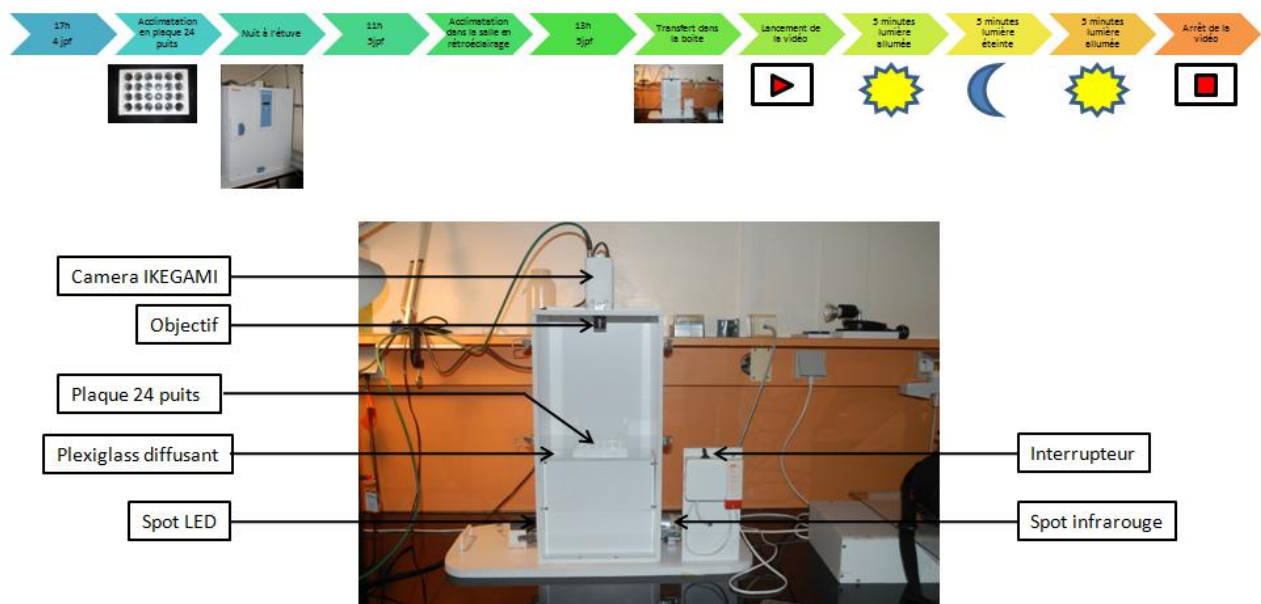 17h
4 jpf
Acclimatation
en plaque 24
puits
Nuit à l'étuve
11h
5jpf
Acclimatation
dans la salle en
rétroéclairage
13h
5jpf
Transfert dans
la boite
Lancement de
la vidéo
5 minutes
lumière
allumée
5 minutes
lumière
éteinte
5 minutes
lumière
allumée
Arrêt de la
vidéo
Camera IKEGAMI
Objectif
Plaque 24 puits
Plexiglass diffusant
Spot LED
Interrupteur
Spot infrarouge